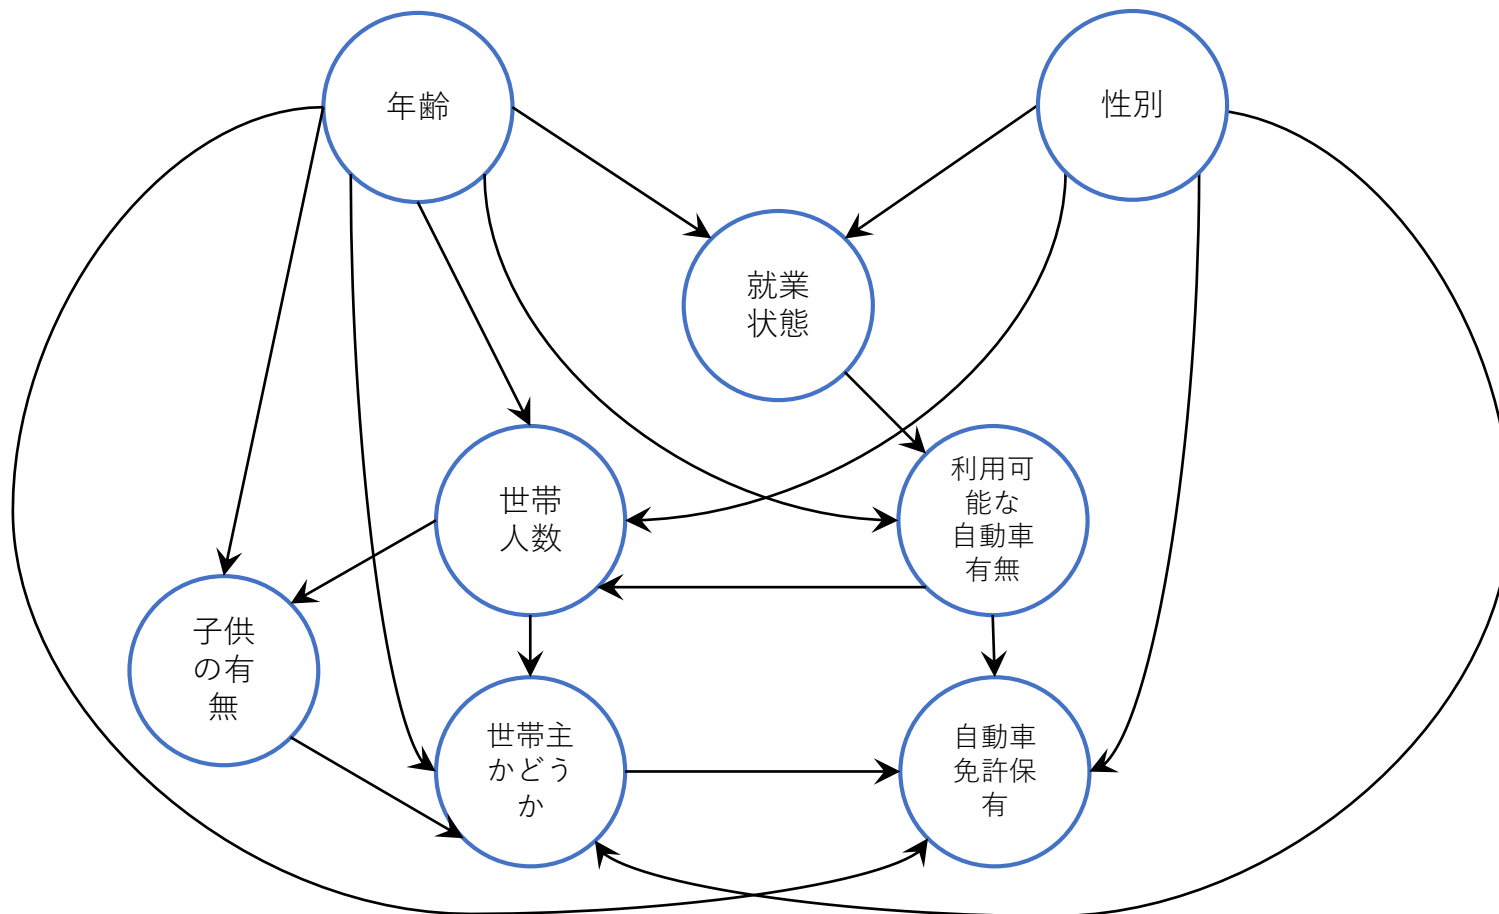 年齢
性別
就業
状態
世帯
人数
利用可
能な
自動車
有無
子供
の有
無
世帯主
かどう
か
自動車
免許保
有